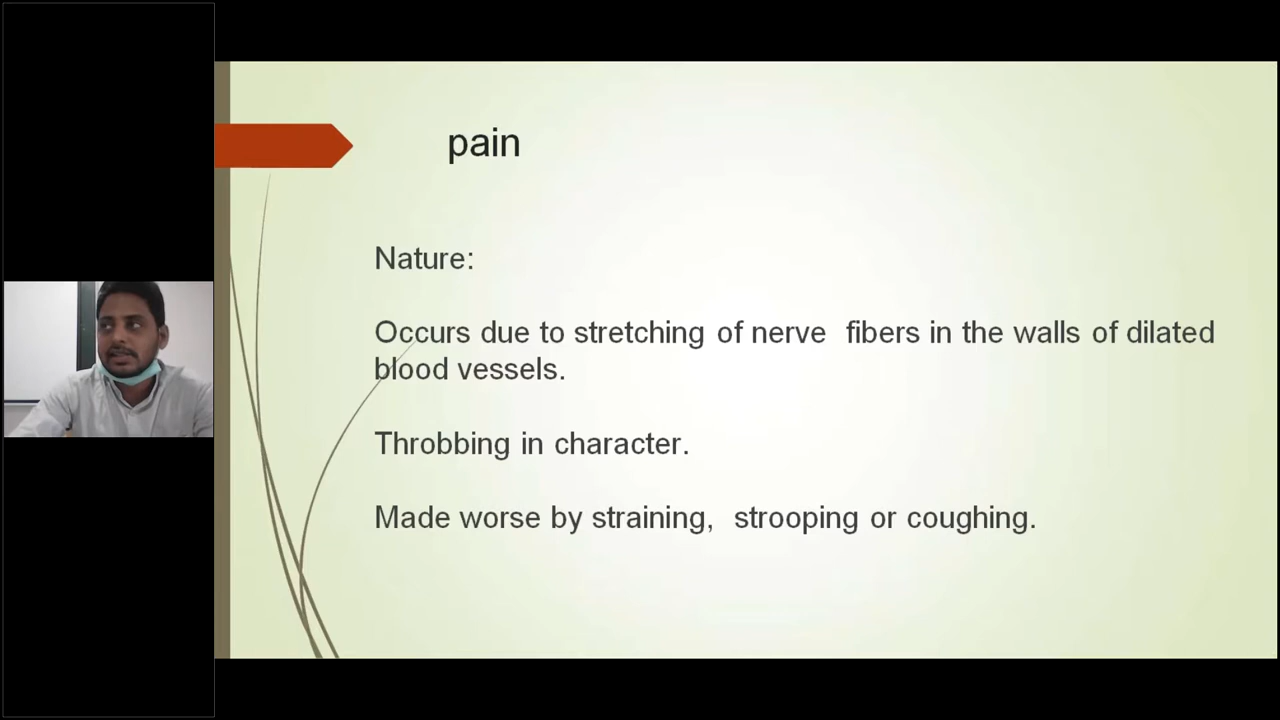 pain
Nature:
Occurs due to stretching of nerve fibers in the walls of dilated
blood vessels.
Throbbing in character.
Made worse by straining, strooping or coughing.